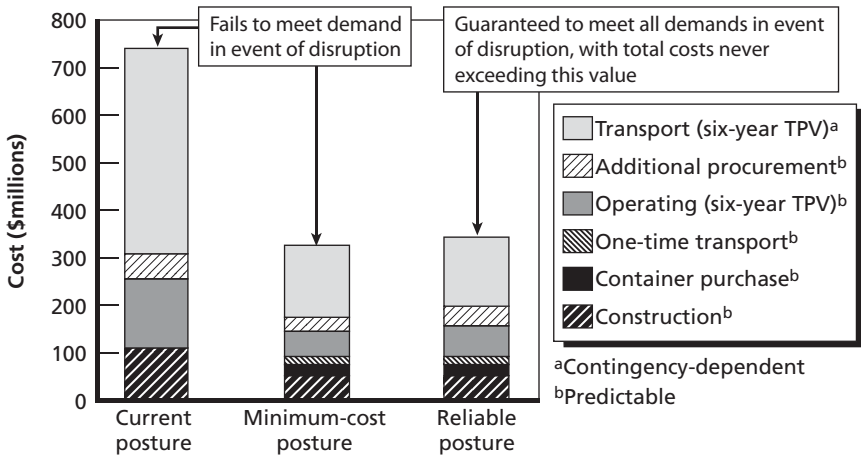 Cost ($millions)
800
700
600
500
400
300
200
100
0
Fails to meet demand
in event of disruption
Guaranteed to meet all demands in event
of disruption, with total costs never
exceeding this value
Transport (six-year TPV)a
Additional procurementb
Operating (six-year TPV)b
One-time transportb
Container purchaseb
Constructionb
aContingency-dependent
bPredictable
Current
posture
Minimum-cost
posture
Reliable
posture